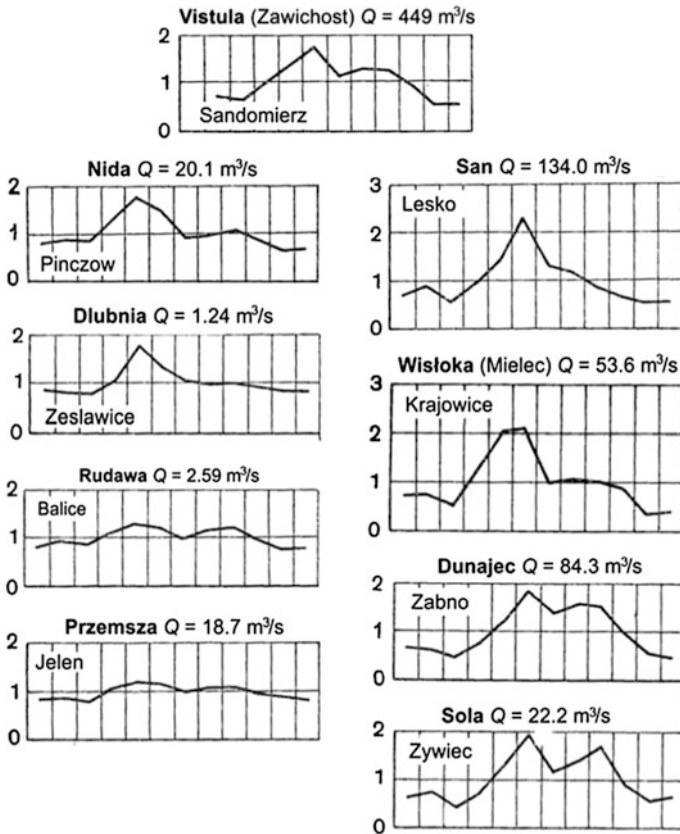 Vistula (Zawichost) Q = 449 m³/s
2
1
0
Sandomierz
Nida Q = 20.1 m³/s
2
1
0
Pinczow
Dlubnia Q = 1.24 m³/s
2
1
0
Zeslawice
Rudawa Q = 2.59 m³/s
2
1
0
Balice
Przemsza Q = 18.7 m³/s
2
1
0
Jelen
San Q = 134.0 m³/s
3
2
1
0
Lesko
Wisłoka (Mielec) Q = 53.6 m³/s
3
2
1
0
Krajowice
Dunajec Q = 84.3 m³/s
2
1
0
Zabno
Sola Q = 22.2 m³/s
2
1
0
Zywiec